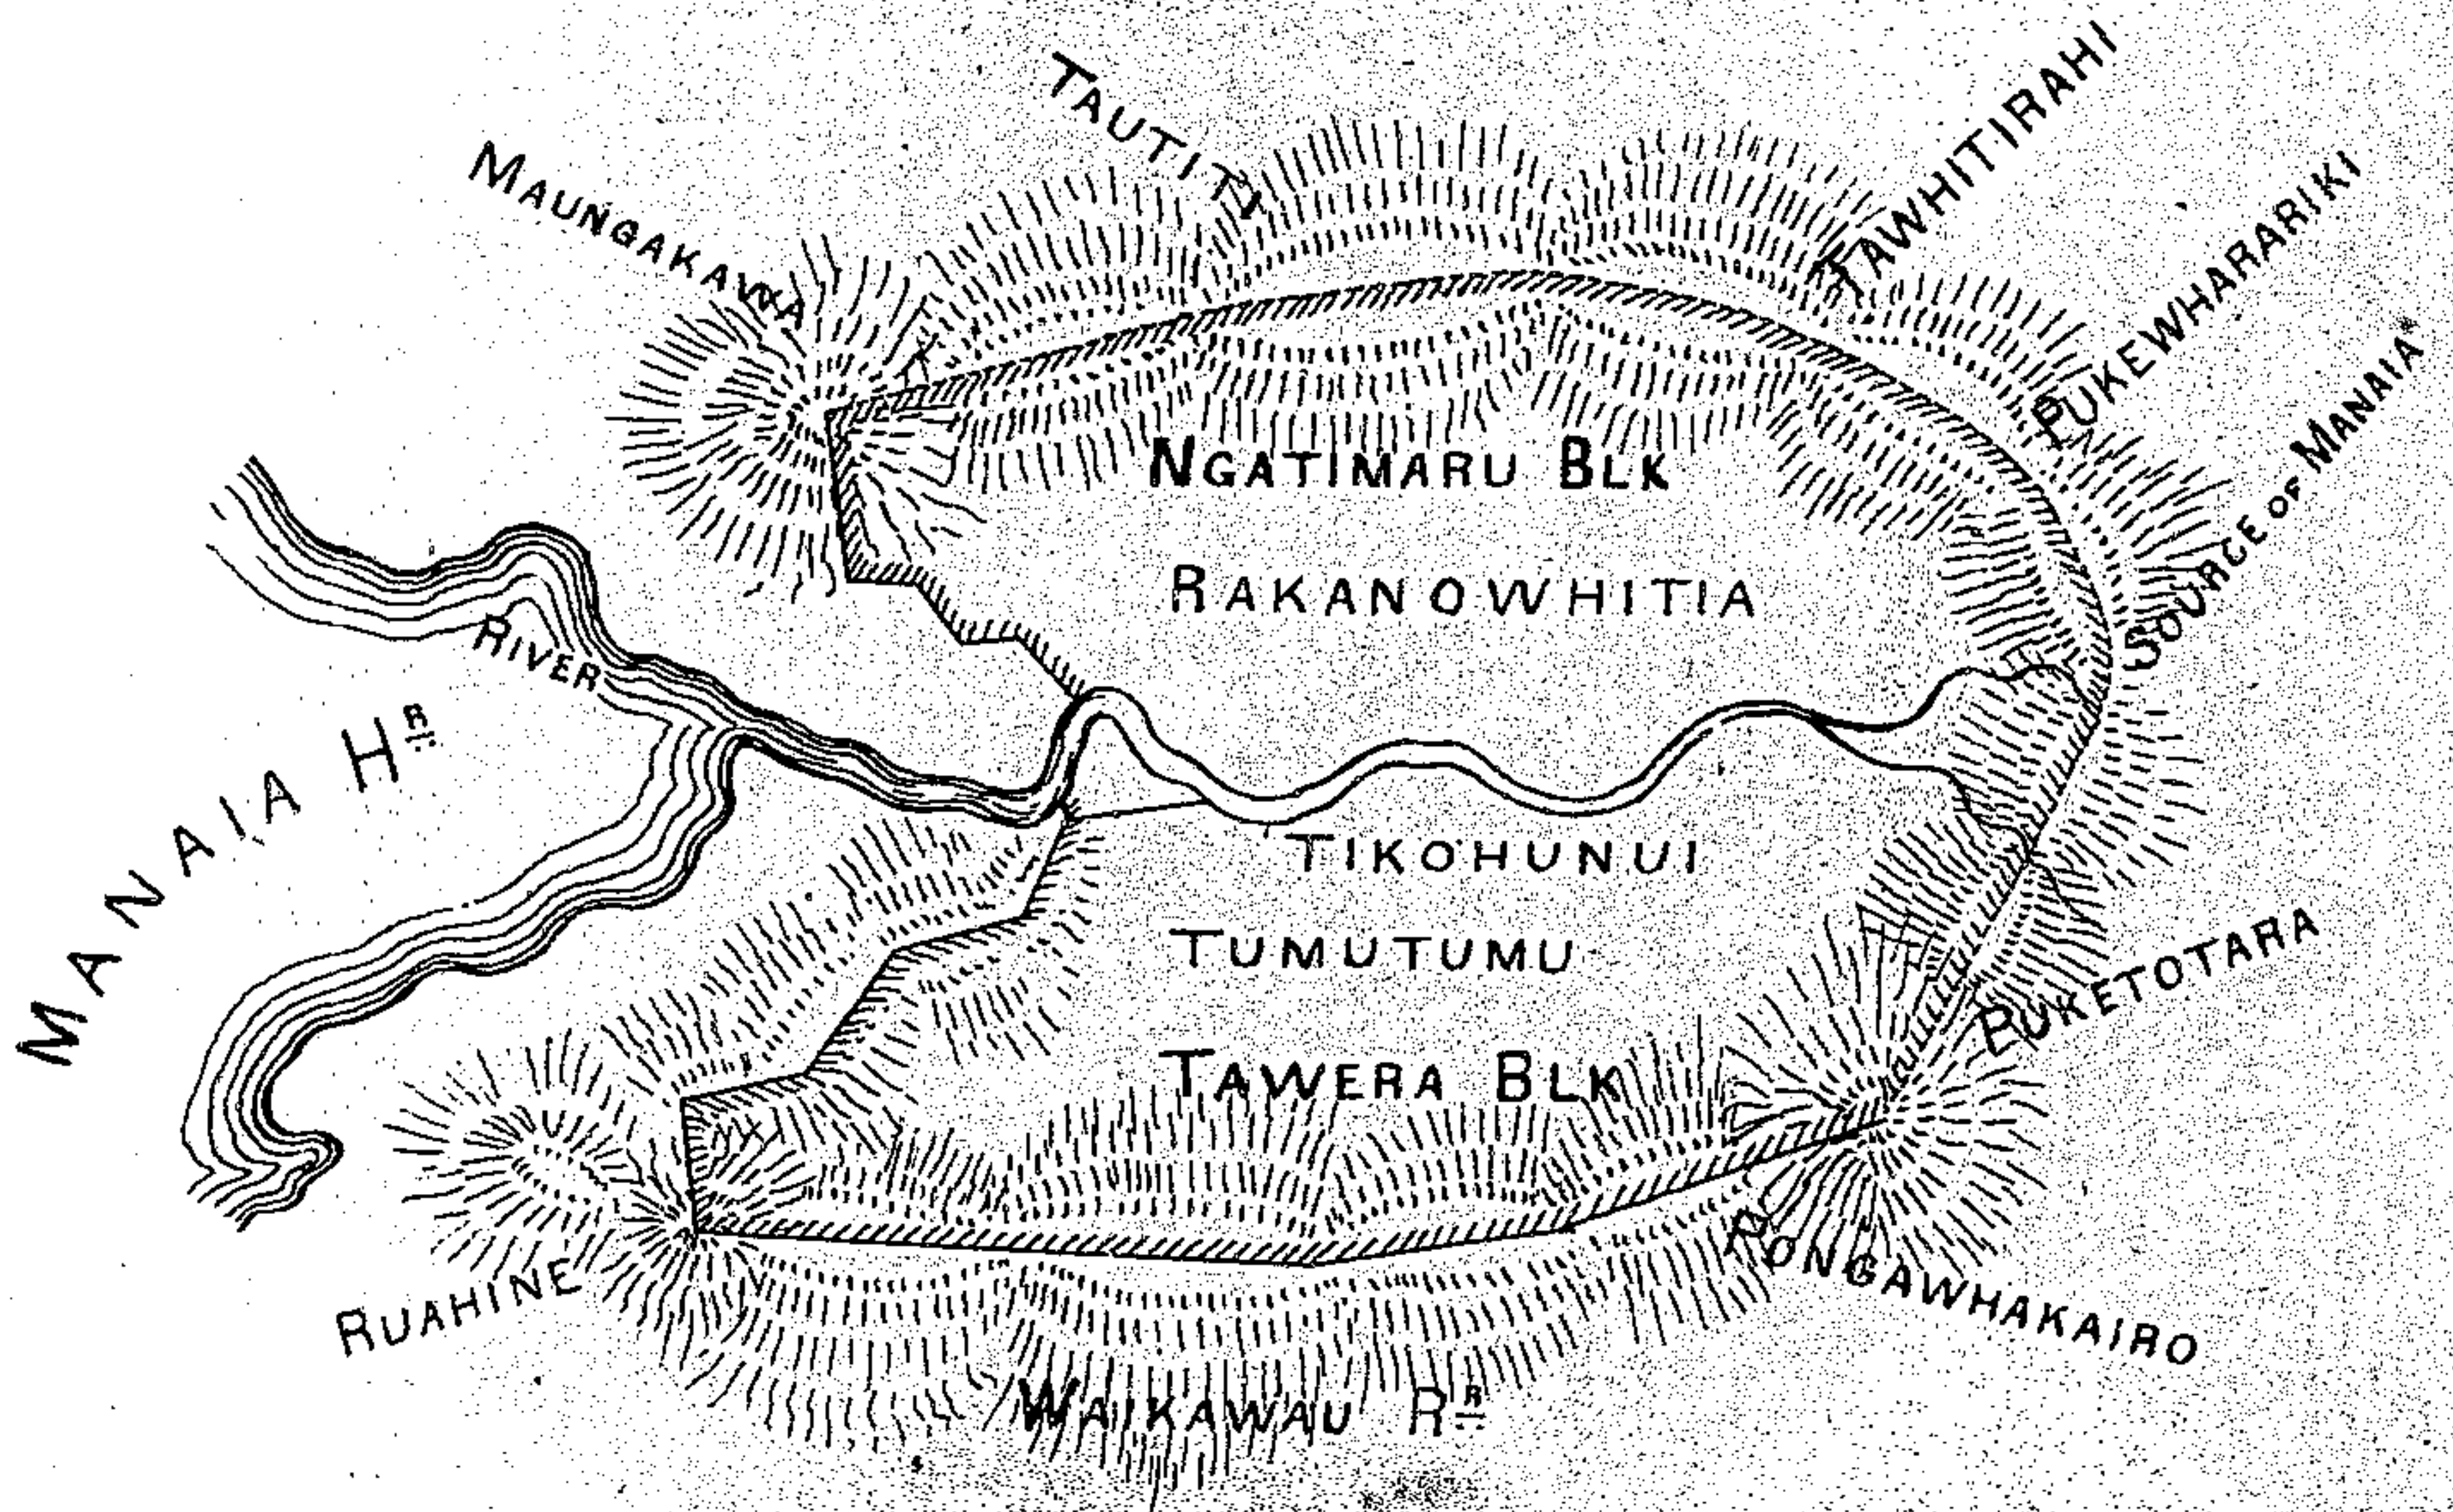 TAUTITU
TAWHITIRAHI
MAUNGAKAWA
PUKEWHARARIKI
SOURCE OF MANAIA
NGATIMARU BLK
RAKANOWHITIA
RIVER
MANAIA HR
TIKOHUNUI
TUMUTUMU
TAWERA BLK
PUKETOTARA
RUAHINE
RONGAWHAKAIRO
WAIKAWAU RR